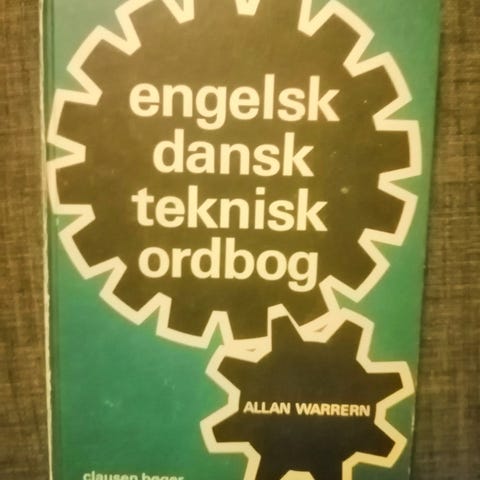 engelsk
dansk
teknisk
ordbog
ALLAN WARRERN
clausen bøger